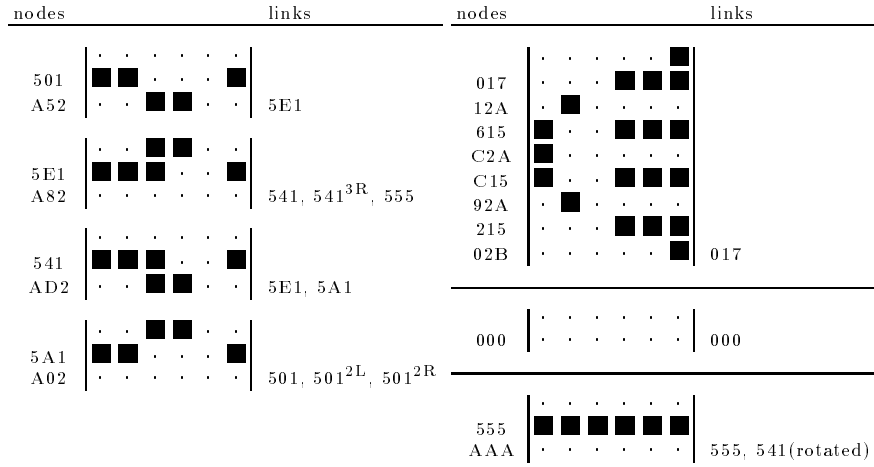 nodes links
501
A52 5E1
5E1
A82 541, 541^3R, 555
541
AD2 5E1, 5A1
5A1
A02 501, 501^2L, 501^2R
nodes links
017
12A
615
C2A
C15
92A
215
02B 017
000 000
555
AAA 555, 541(rotated)